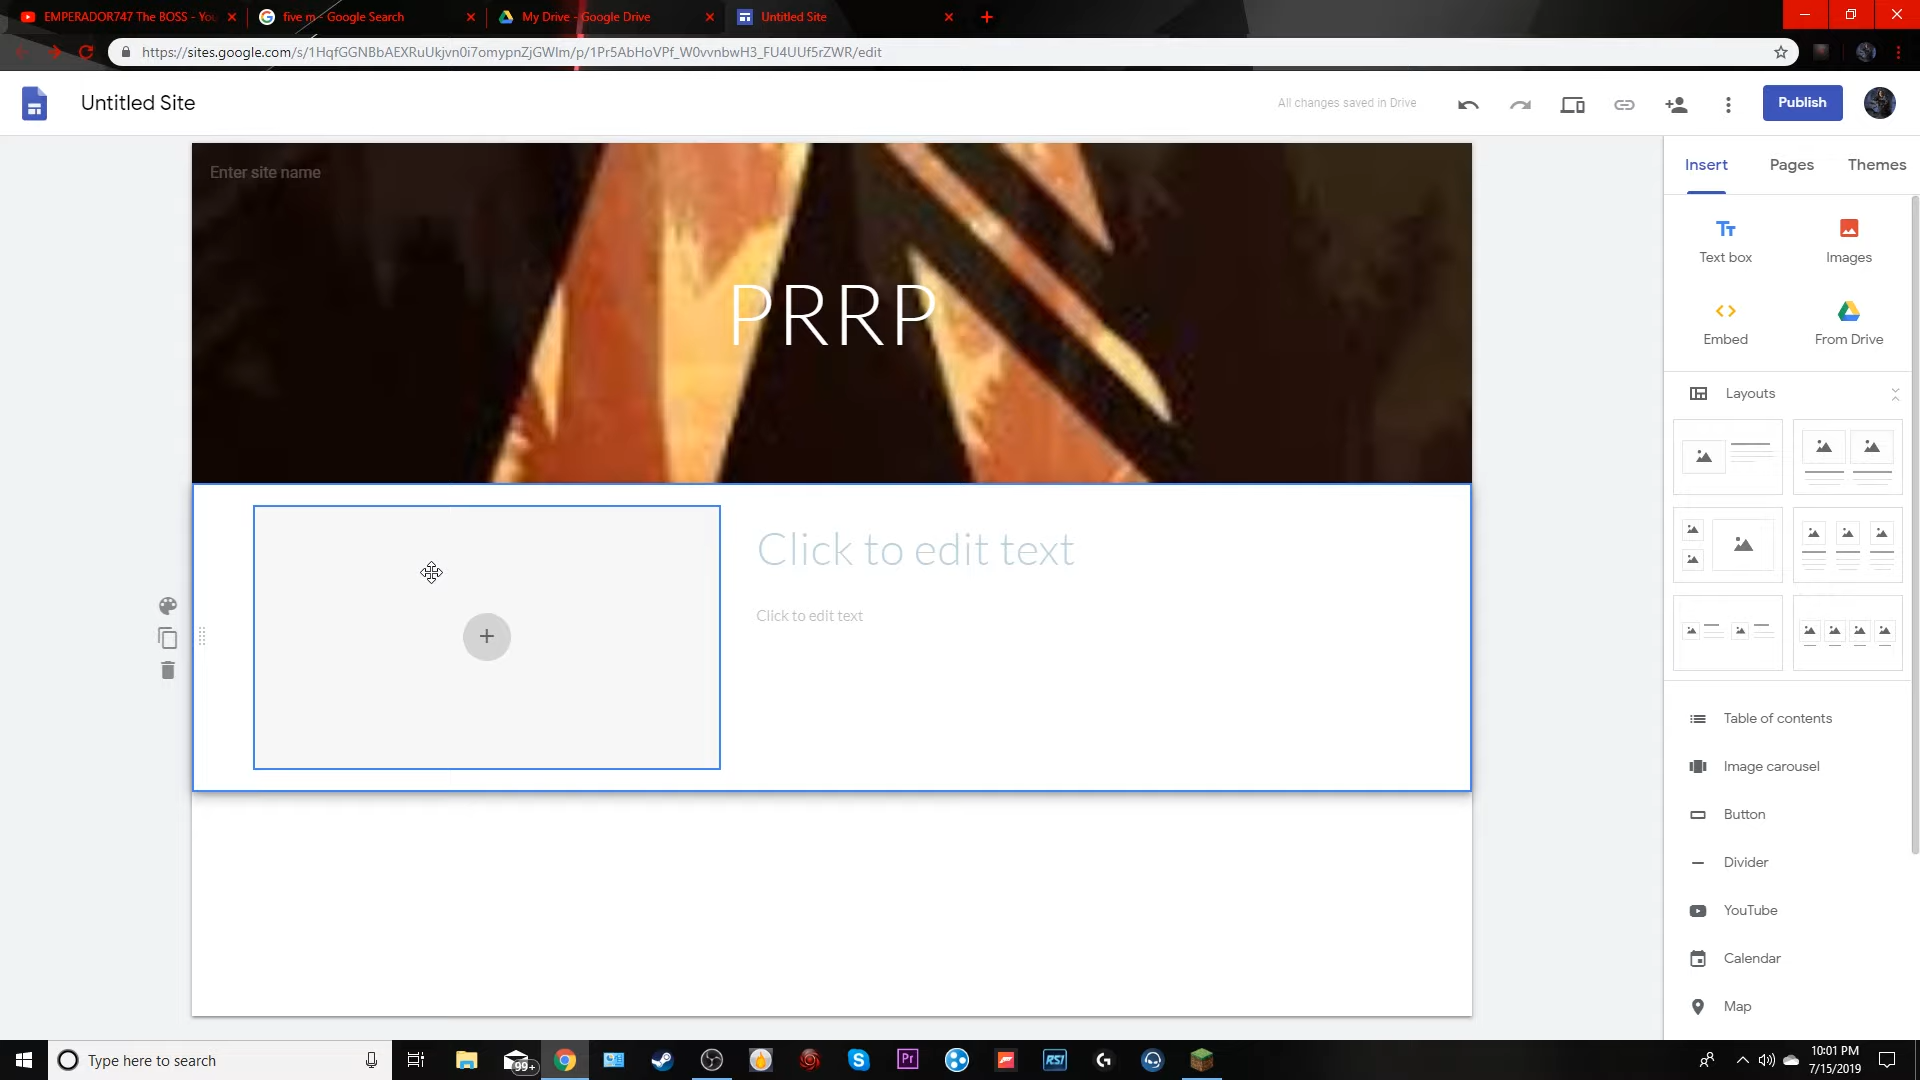 EMPERADOR747 The BOSS - You
five m - Google Search
My Drive - Google Drive
Untitled Site
https://sites.google.com/s/1HqfGGNBbAEXRuUkjvn0i7omypnZjGWIm/p/1Pr5AbHoVPf_W0vvnbwH3_FU4UUf5rZWR/edit
Untitled Site
All changes saved in Drive
Publish
Insert
Pages
Themes
Enter site name
PRRP
Text box
Images
Embed
From Drive
Layouts
Click to edit text
Click to edit text
Table of contents
Image carousel
Button
Divider
YouTube
Calendar
Map
Type here to search
99+
Pr
RSI
10:01 PM
7/15/2019